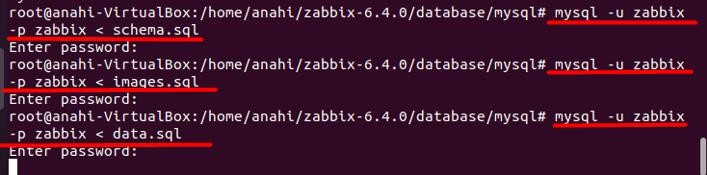 root@anahi-VirtualBox:/home/anahi/zabbix-6.4.0/database/mysql# mysql -u zabbix
-p zabbix < schema.sql
Enter password:
root@anahi-VirtualBox:/home/anahi/zabbix-6.4.0/database/mysql# mysql -u zabbix
-p zabbix < images.sql
Enter password:
root@anahi-VirtualBox:/home/anahi/zabbix-6.4.0/database/mysql# mysql -u zabbix
-p zabbix < data.sql
Enter password: